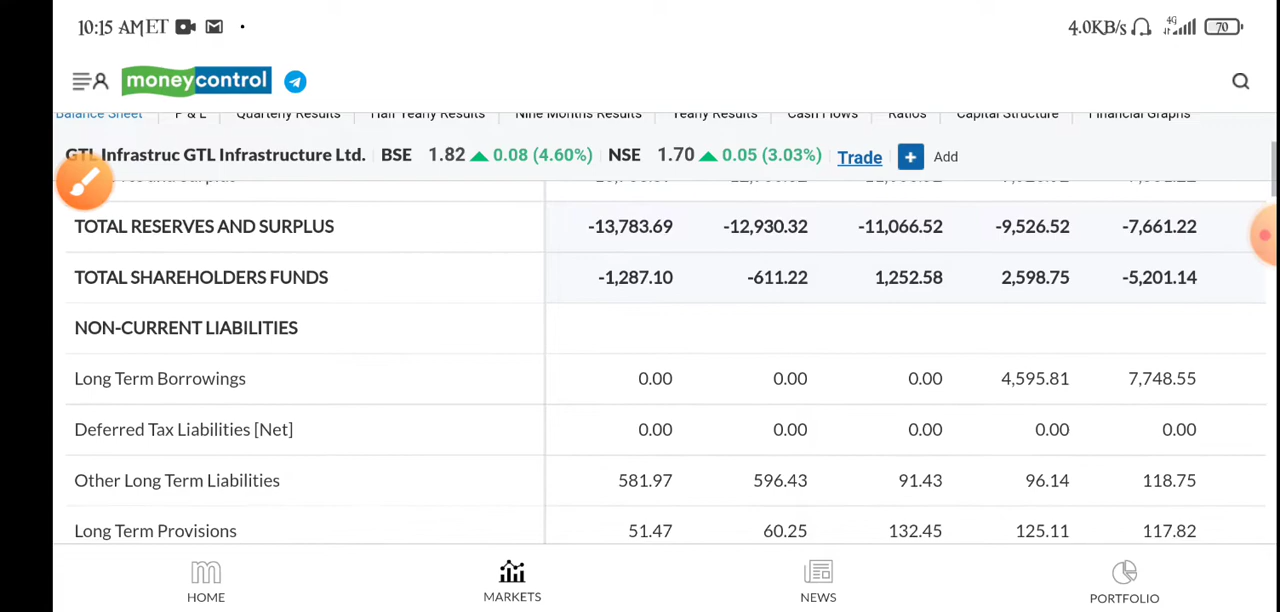 10:15 AM ET
4.0KB/s 4G 70
moneycontrol
Balance Sheet P & L Quarterly Results Half Yearly Results Nine Months Results Yearly Results Cash Flows Ratios Capital Structure Financial Graphs
GTL Infrastruc GTL Infrastructure Ltd. BSE 1.82 0.08 (4.60%) NSE 1.70 0.05 (3.03%) Trade + Add
TOTAL RESERVES AND SURPLUS -13,783.69 -12,930.32 -11,066.52 -9,526.52 -7,661.22
TOTAL SHAREHOLDERS FUNDS -1,287.10 -611.22 1,252.58 2,598.75 -5,201.14
NON-CURRENT LIABILITIES
Long Term Borrowings 0.00 0.00 0.00 4,595.81 7,748.55
Deferred Tax Liabilities [Net] 0.00 0.00 0.00 0.00 0.00
Other Long Term Liabilities 581.97 596.43 91.43 96.14 118.75
Long Term Provisions 51.47 60.25 132.45 125.11 117.82
HOME MARKETS NEWS PORTFOLIO